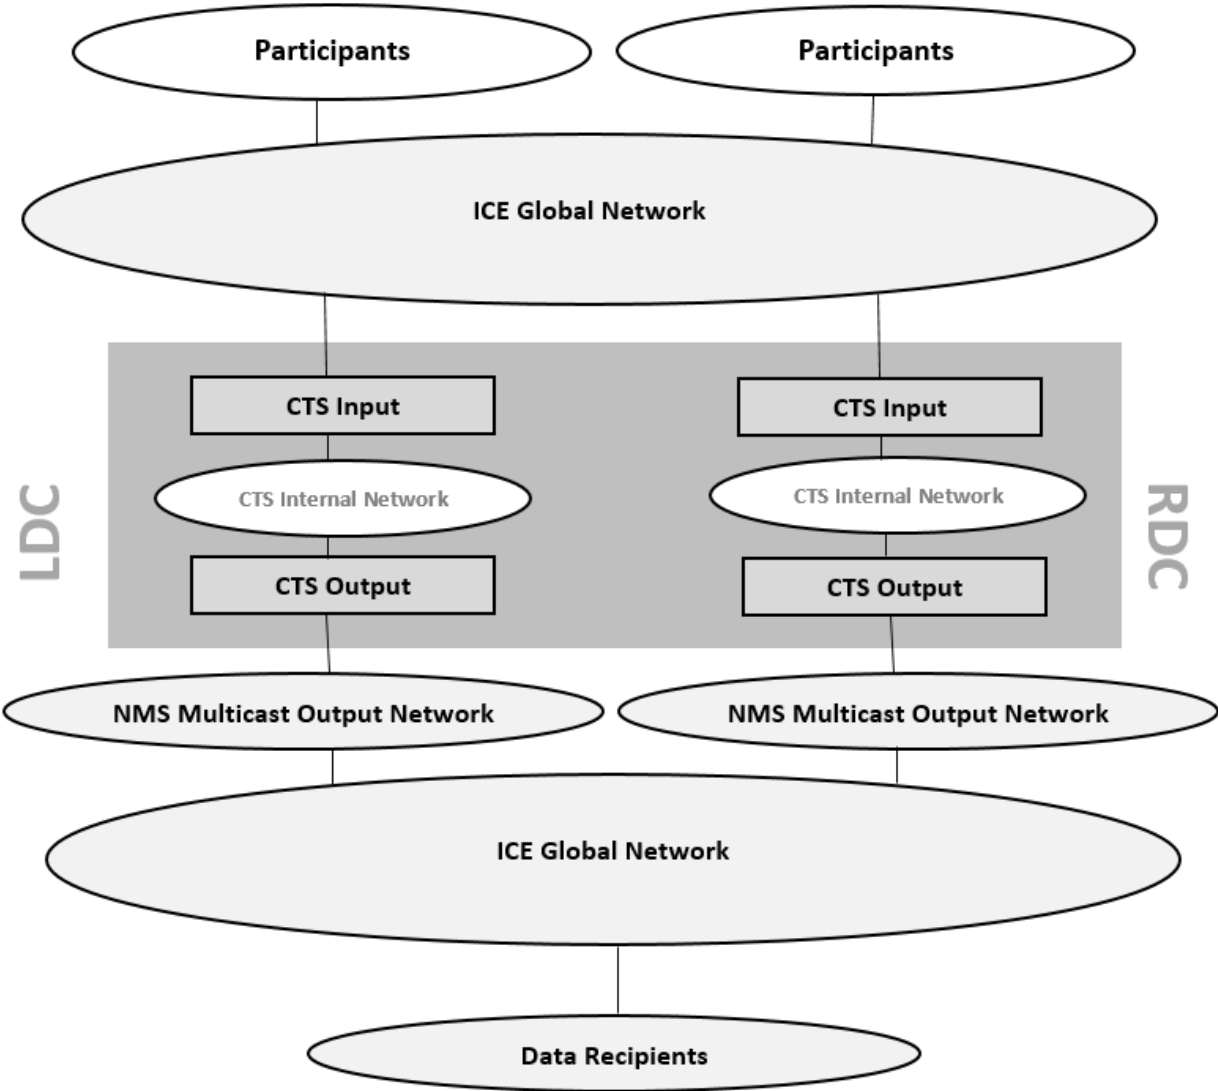 Participants
Participants
ICE Global Network
CTS Input
CTS Input
CTS Internal Network
CTS Internal Network
LDC
RDC
CTS Output
CTS Output
NMS Multicast Output Network
NMS Multicast Output Network
ICE Global Network
Data Recipients